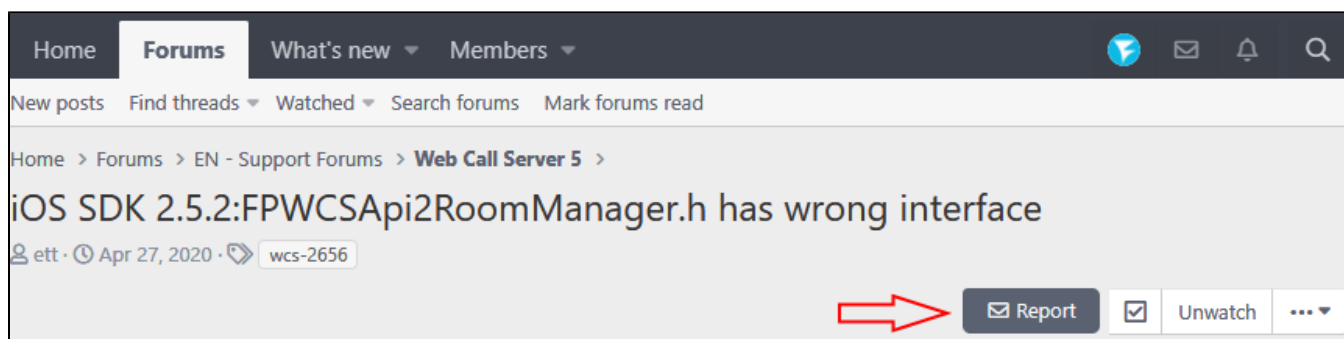 Home Forums What's new Members
New posts Find threads Watched Search forums Mark forums read
Home > Forums > EN - Support Forums > Web Call Server 5 >
iOS SDK 2.5.2:FPWCSApi2RoomManager.h has wrong interface
ett · Apr 27, 2020 · wcs-2656
Report Unwatch •••